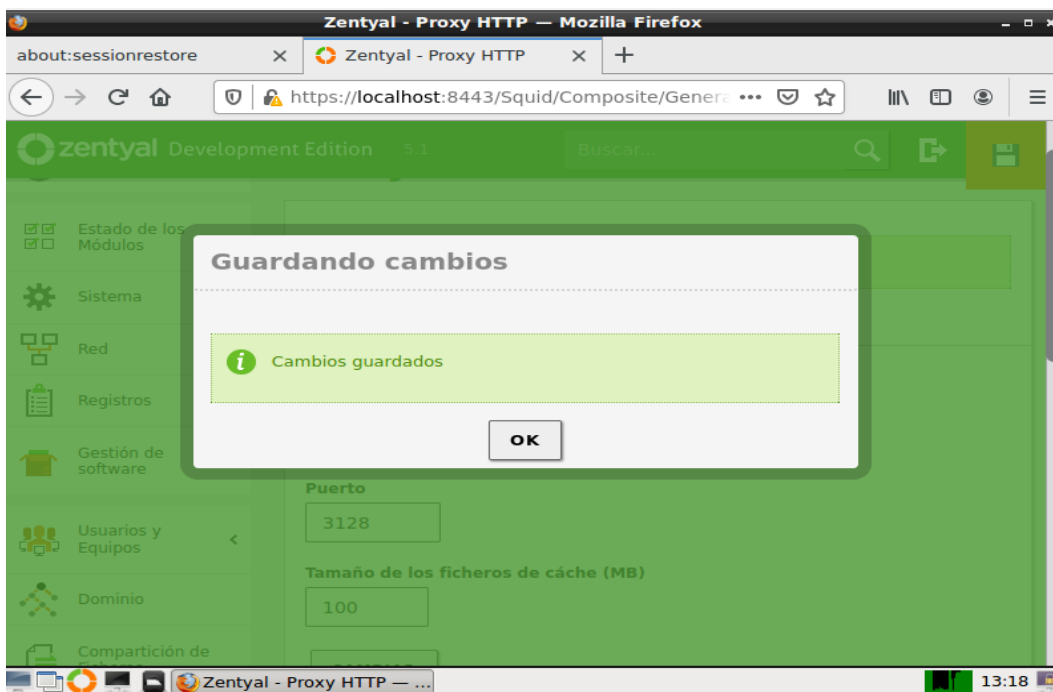 Zentyal - Proxy HTTP — Mozilla Firefox
about:sessionrestore
Zentyal - Proxy HTTP
https://localhost:8443/Squid/Composite/Genera
zentyal Development Edition 5.1
Buscar...
Estado de los
Módulos
Sistema
Red
Registros
Gestión de
software
Usuarios y
Equipos
Dominio
Compartición de
Guardando cambios
Cambios guardados
OK
Puerto
3128
Tamaño de los ficheros de cáche (MB)
100
Zentyal - Proxy HTTP — ...
13:18